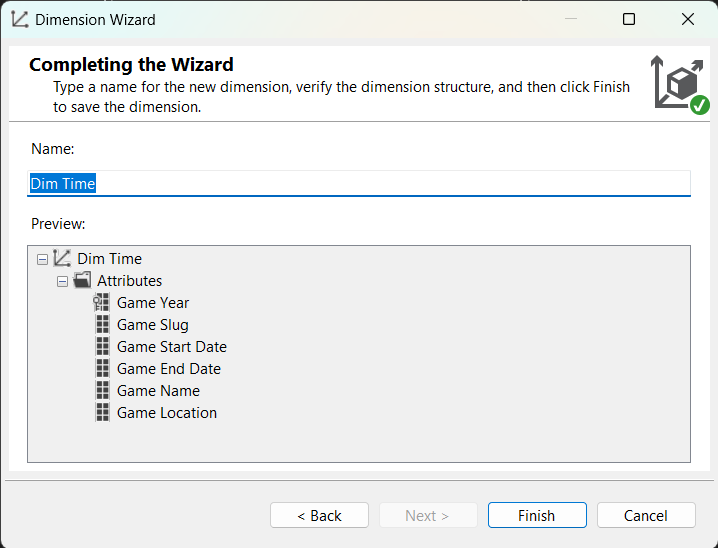 Dimension Wizard
Completing the Wizard
Type a name for the new dimension, verify the dimension structure, and then click Finish
to save the dimension.
Name:
Dim Time
Preview:
Dim Time
Attributes
Game Year
Game Slug
Game Start Date
Game End Date
Game Name
Game Location
< Back
Next >
Finish
Cancel